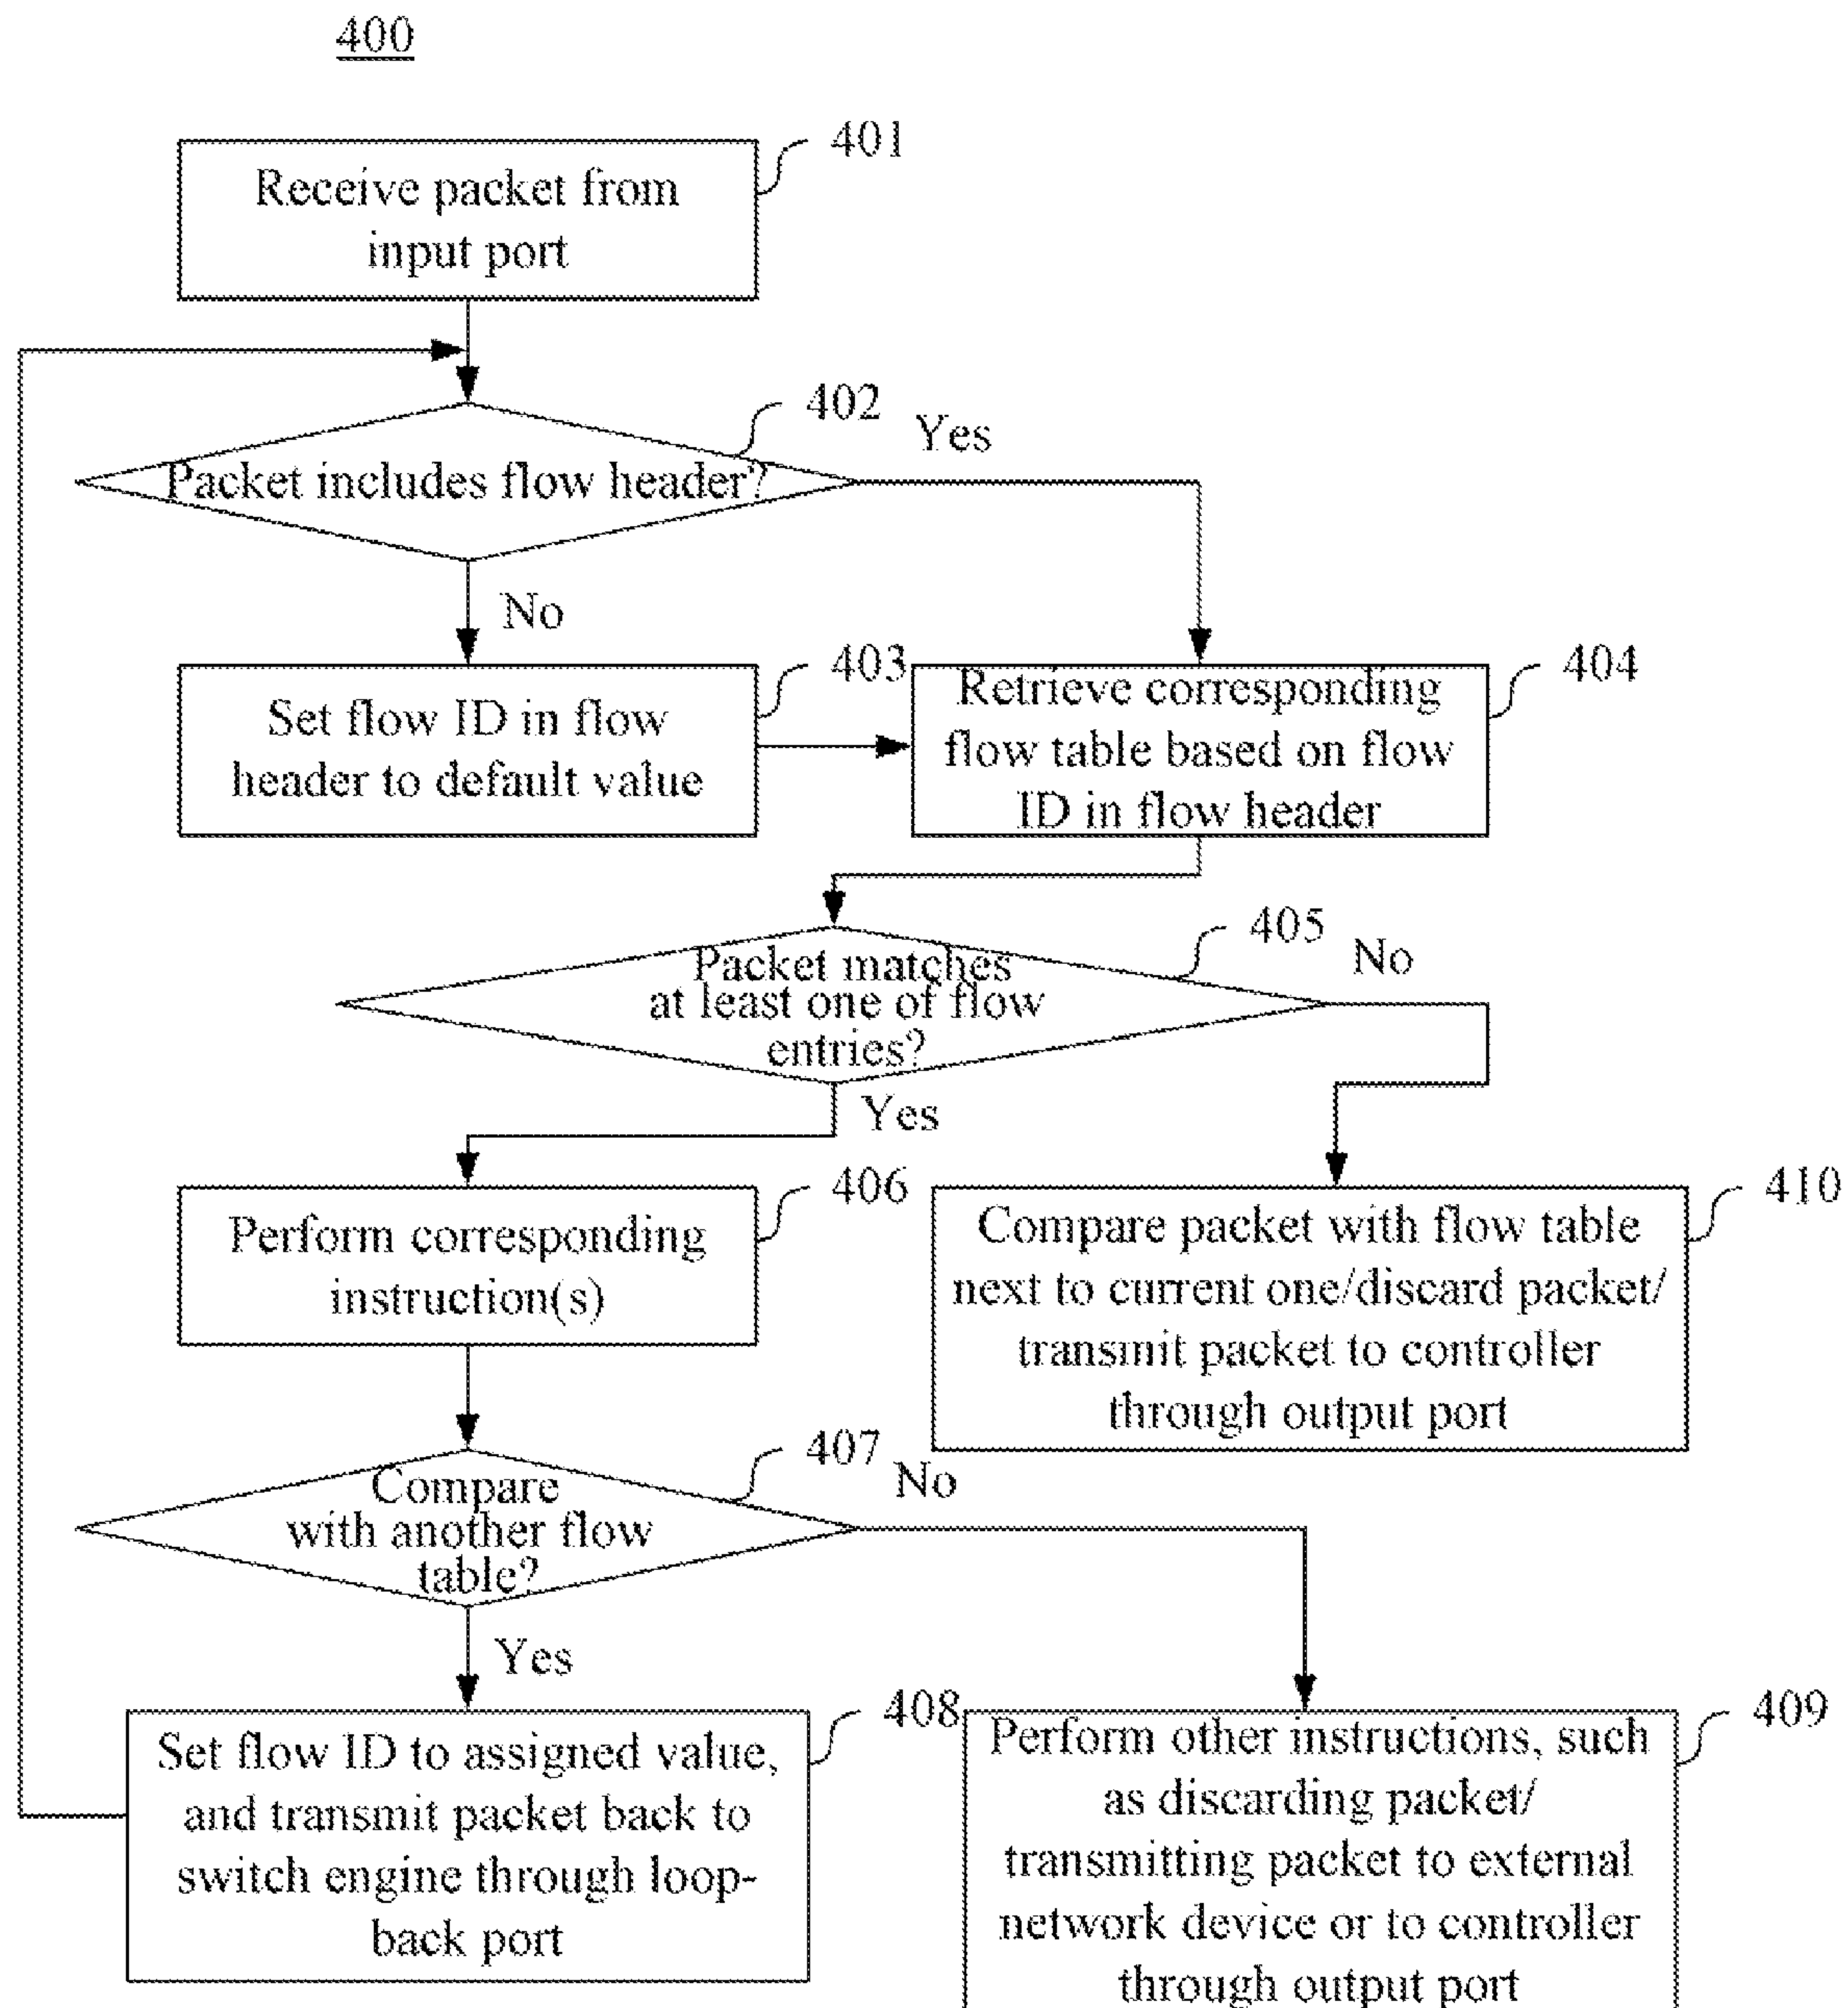 400
401
Receive packet from
input port
402
Yes
Packet includes flow header?
No
403
404
Set flow ID in flow
header to default value
Retrieve corresponding
flow table based on flow
ID in flow header
405
No
Packet matches
at least one of flow
entries?
Yes
406
410
Perform corresponding
instruction(s)
Compare packet with flow table
next to current one/discard packet/
transmit packet to controller
through output port
407
No
Compare
with another flow
table?
Yes
408
409
Set flow ID to assigned value,
and transmit packet back to
switch engine through loop-
back port
Perform other instructions, such
as discarding packet/
transmitting packet to external
network device or to controller
through output port